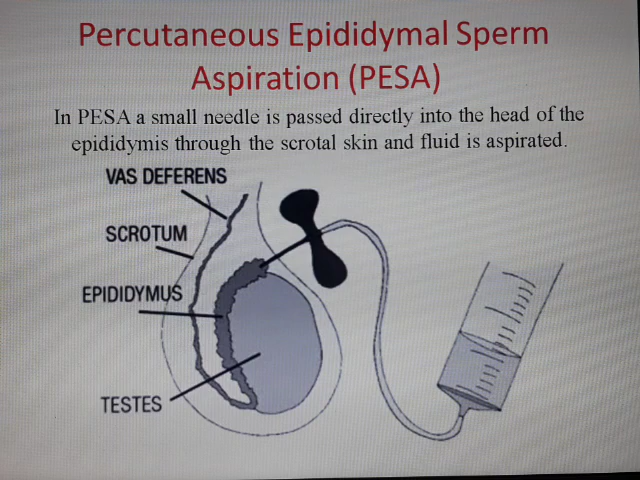 Percutaneous Epididymal Sperm
Aspiration (PESA)
In PESA a small needle is passed directly into the head of the
epididymis through the scrotal skin and fluid is aspirated.
VAS DEFERENS
SCROTUM
EPIDIDYMUS
TESTES